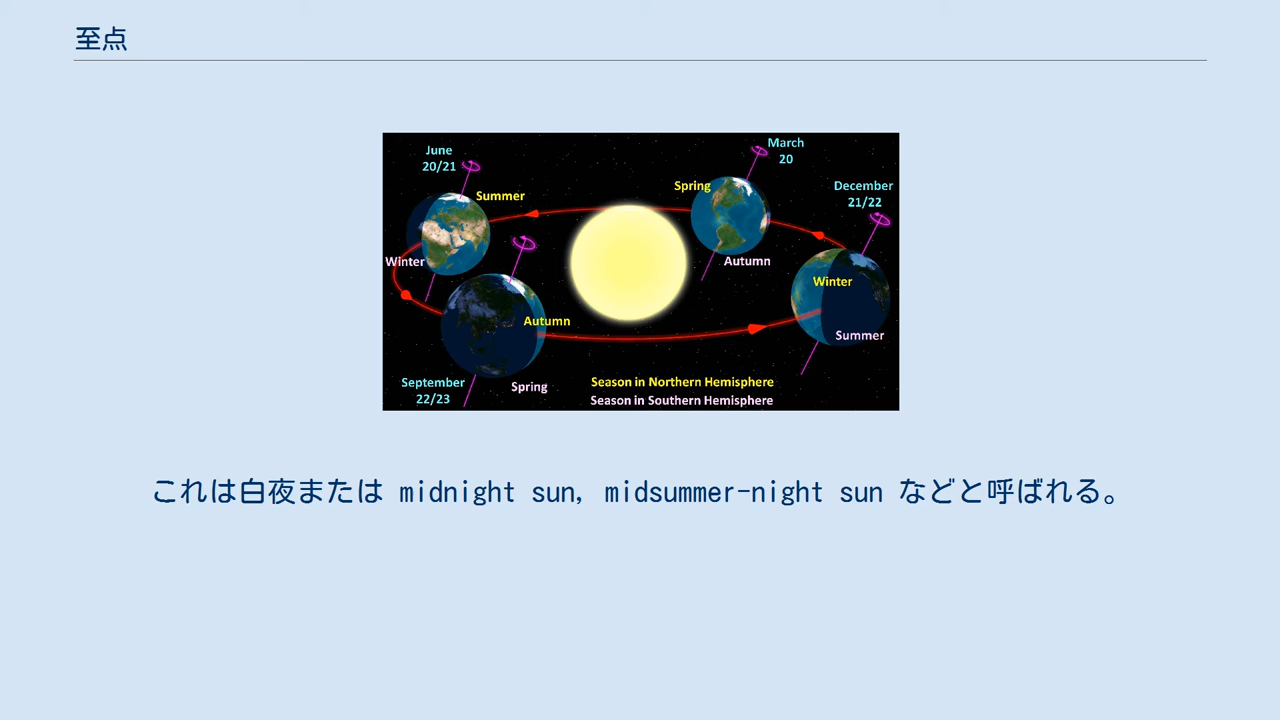 至点
June
20/21
Summer
Winter
March
20
Spring
Autumn
December
21/22
Winter
Summer
Autumn
September
22/23
Spring
Season in Northern Hemisphere
Season in Southern Hemisphere
これは白夜または midnight sun, midsummer-night sun などと呼ばれる。